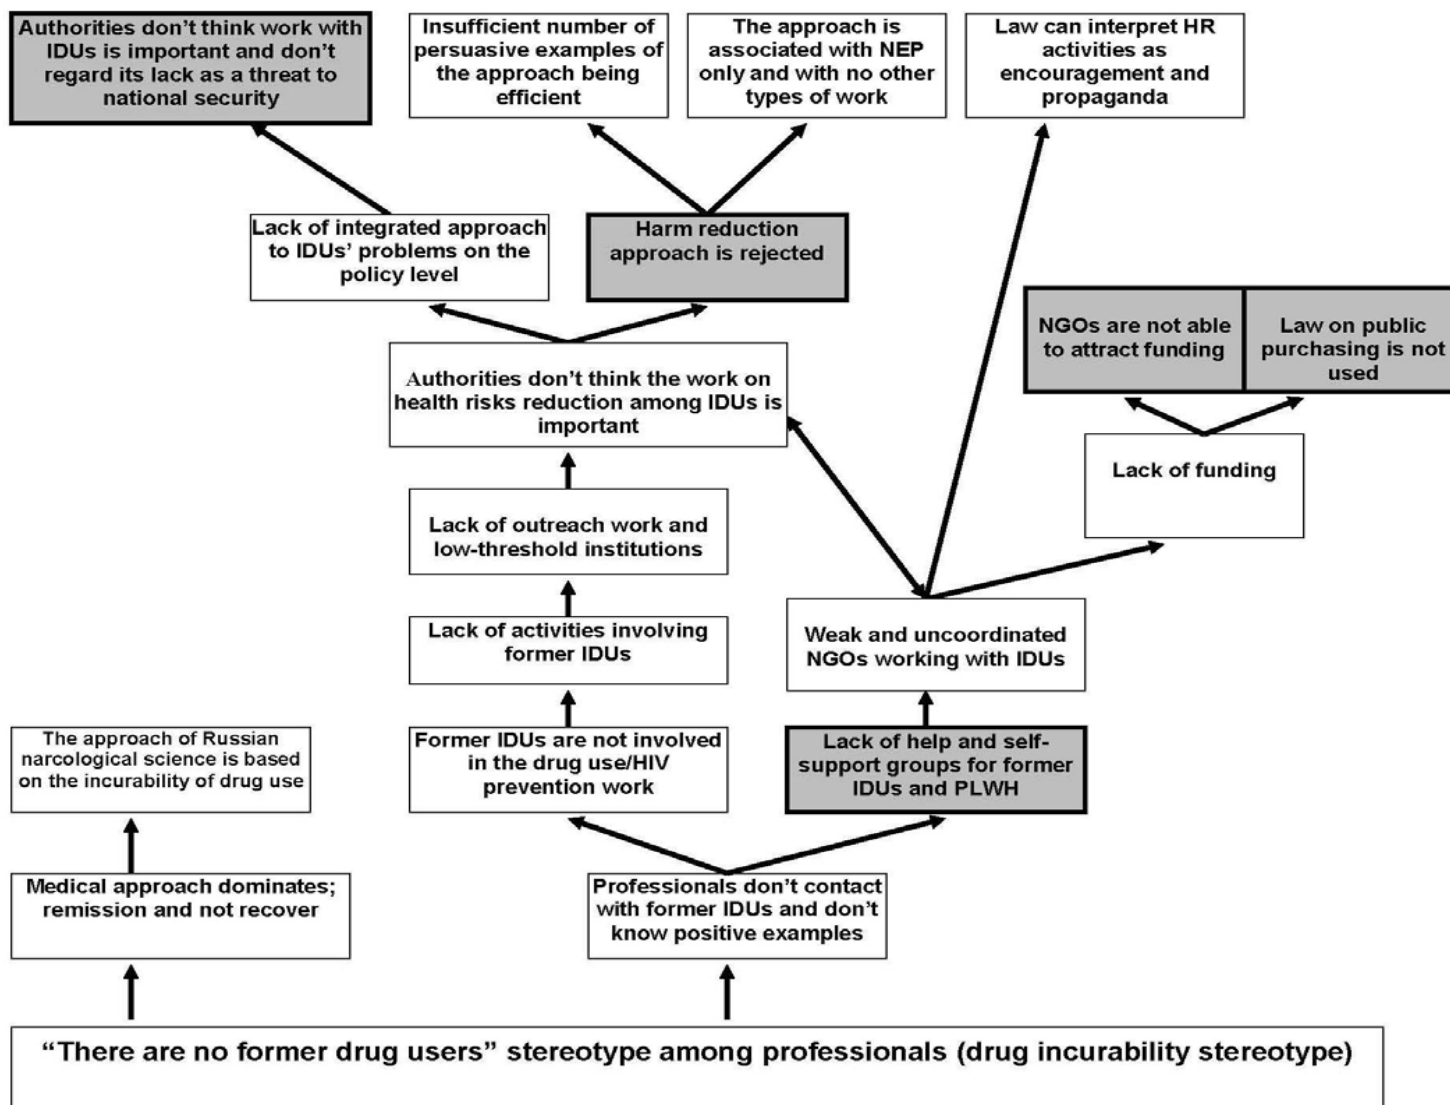 Authorities don't think work with
IDUs is important and don't
regard its lack as a threat to
national security
Insufficient number of
persuasive examples of
the approach being
efficient
The approach is
associated with NEP
only and with no other
types of work
Law can interpret HR
activities as
encouragement and
propaganda
Lack of integrated approach
to IDUs' problems on the
policy level
Harm reduction
approach is rejected
NGOs are not able
to attract funding
Law on public
purchasing is not
used
Authorities don't think the work on
health risks reduction among IDUs is
important
Lack of funding
Lack of outreach work and
low-threshold institutions
Lack of activities involving
former IDUs
Weak and uncoordinated
NGOs working with IDUs
The approach of Russian
narcological science is based
on the incurability of drug use
Former IDUs are not involved
in the drug use/HIV
prevention work
Lack of help and self-
support groups for former
IDUs and PLWH
Medical approach dominates;
remission and not recover
Professionals don't contact
with former IDUs and don't
know positive examples
“There are no former drug users” stereotype among professionals (drug incurability stereotype)